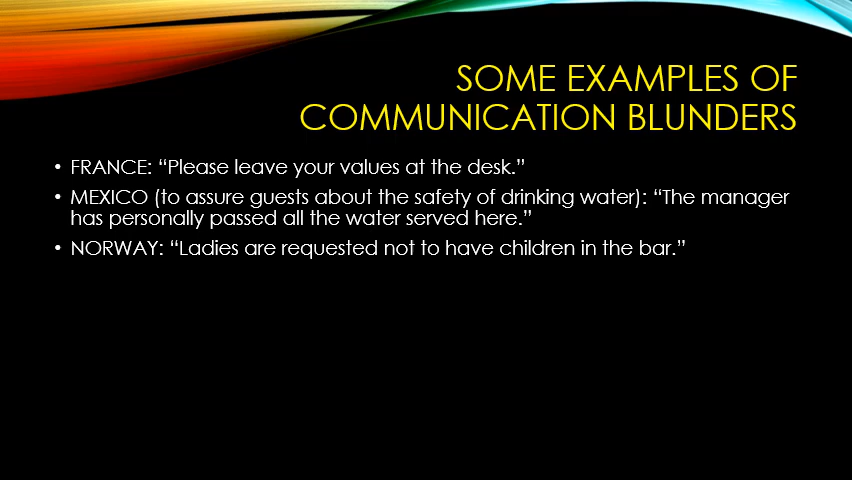 SOME EXAMPLES OF
COMMUNICATION BLUNDERS
• FRANCE: “Please leave your values at the desk.”
• MEXICO (to assure guests about the safety of drinking water): “The manager
has personally passed all the water served here.”
• NORWAY: “Ladies are requested not to have children in the bar.”